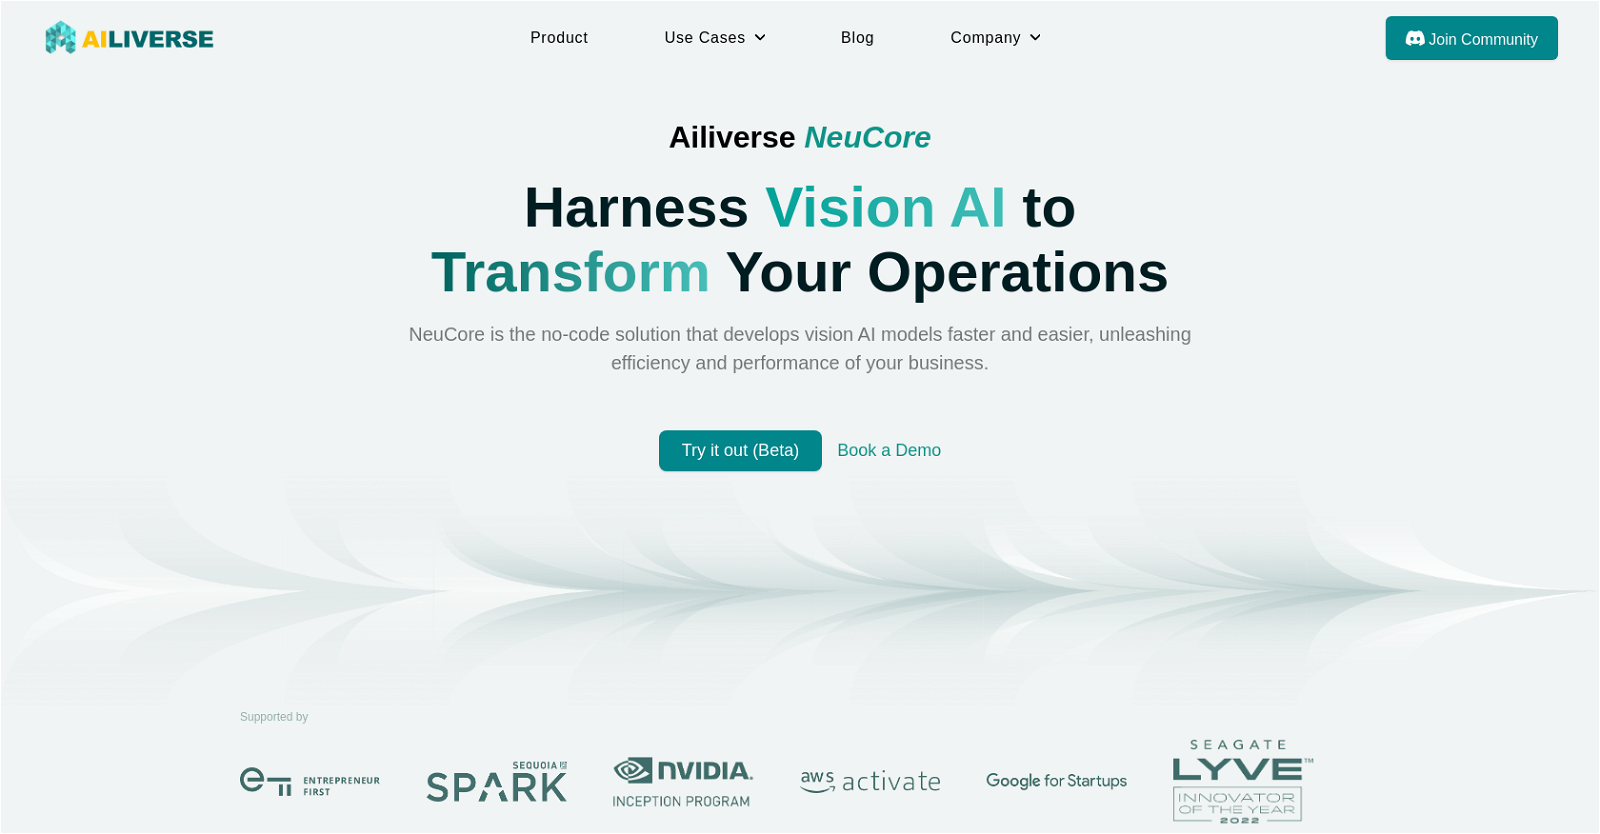 AILIVERSE
Product
Use Cases
Blog
Company
Join Community
Ailiverse NeuCore
Harness Vision AI to
Transform Your Operations
NeuCore is the no-code solution that develops vision AI models faster and easier, unleashing
efficiency and performance of your business.
Try it out (Beta)
Book a Demo
Supported by
ENTREPRENEUR
FIRST
SEQUOIA
SPARK
NVIDIA.
INCEPTION PROGRAM
aws activate
Google for Startups
SEAGATE
LYVE™
INNOVATOR
OF THE YEAR
2022